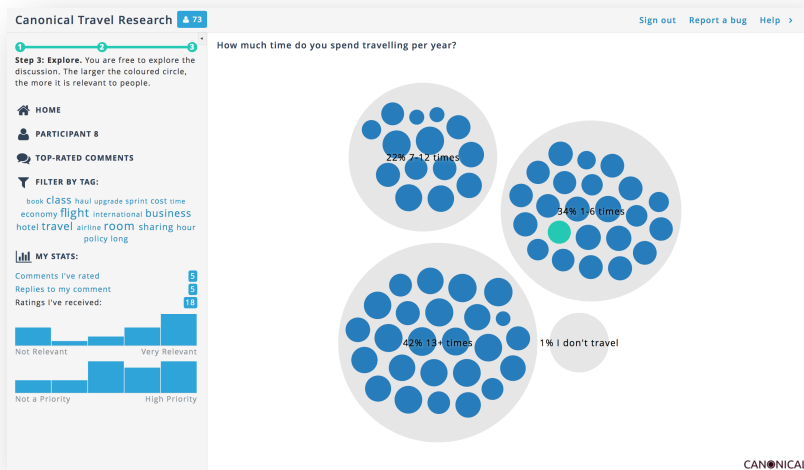 Canonical Travel Research 73
Sign out Report a bug Help >
1 2 3
Step 3: Explore. You are free to explore the
discussion. The larger the coloured circle,
the more it is relevant to people.
HOME
PARTICIPANT 8
TOP-RATED COMMENTS
FILTER BY TAG:
book class haul upgrade sprint cost time
economy flight international business
hotel travel airline room sharing hour
policy long
MY STATS:
Comments I've rated 5
Replies to my comment 5
Ratings I've received: 18
Not Relevant Very Relevant
Not a Priority High Priority
How much time do you spend travelling per year?
22% 7-12 times
34% 1-6 times
42% 13+ times
1% I don't travel
CANONICAL